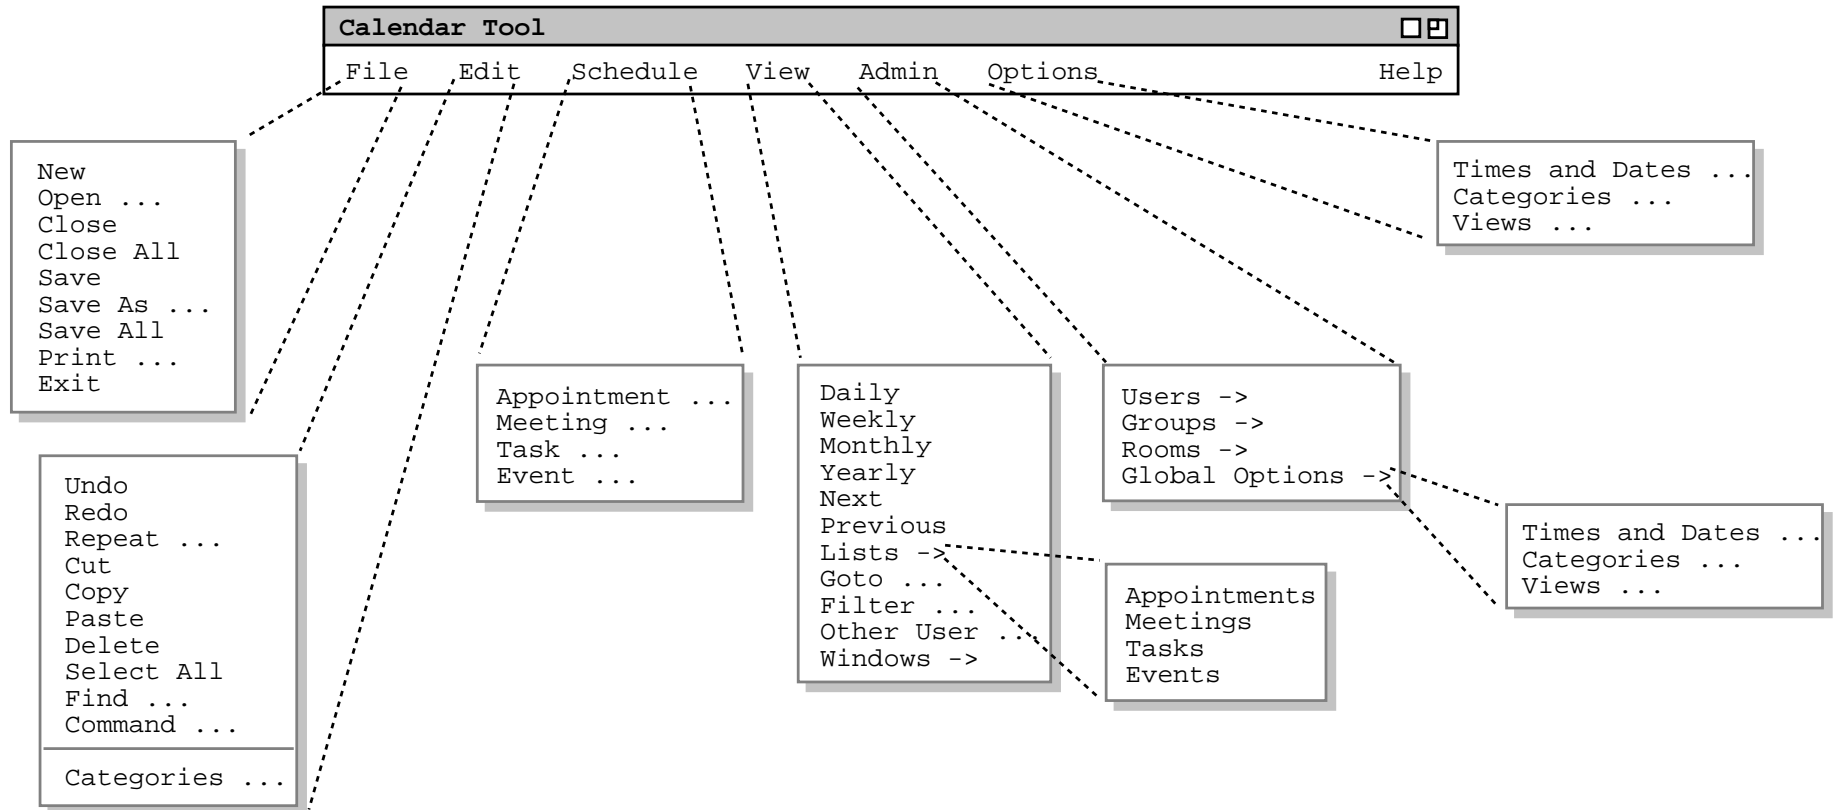 Calendar Tool
File Edit Schedule View Admin Options Help
New
Open ...
Close
Close All
Save
Save As ...
Save All
Print ...
Exit
Undo
Redo
Repeat ...
Cut
Copy
Paste
Delete
Select All
Find ...
Command ...
Categories ...
Appointment ...
Meeting ...
Task ...
Event ...
Daily
Weekly
Monthly
Yearly
Next
Previous
Lists ->
Goto ...
Filter ...
Other User ...
Windows ->
Appointments
Meetings
Tasks
Events
Users ->
Groups ->
Rooms ->
Global Options ->
Times and Dates ...
Categories ...
Views ...
Times and Dates ...
Categories ...
Views ...